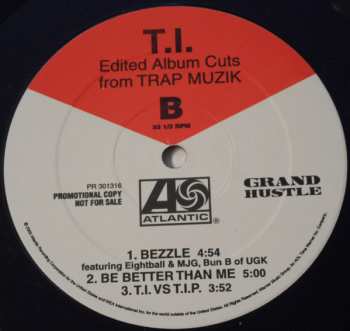 T.I.
Edited Album Cuts
from TRAP MUZIK
B
33 1/3 RPM
PR 301316
PROMOTIONAL COPY
NOT FOR SALE
ATLANTIC
GRAND
HUSTLE
1. BEZZLE 4:54
featuring Eightball & MJG, Bun B of UGK
2. BE BETTER THAN ME 5:00
3. T.I. VS T.I.P. 3:52